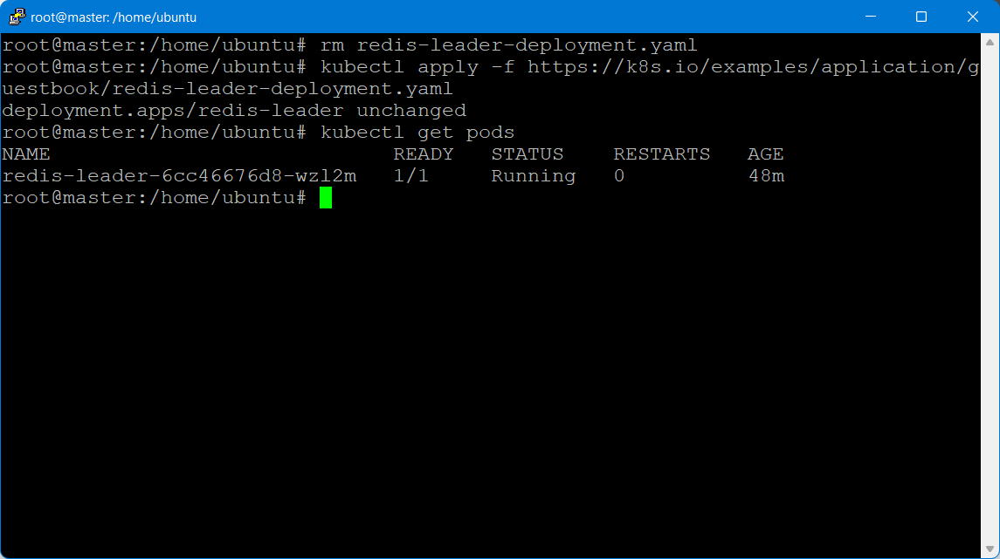 root@master: /home/ubuntu
root@master:/home/ubuntu# rm redis-leader-deployment.yaml
root@master:/home/ubuntu# kubectl apply -f https://k8s.io/examples/application/g
uestbook/redis-leader-deployment.yaml
deployment.apps/redis-leader unchanged
root@master:/home/ubuntu# kubectl get pods
NAME                            READY   STATUS    RESTARTS   AGE
redis-leader-6cc46676d8-wzl2m   1/1     Running   0          48m
root@master:/home/ubuntu#